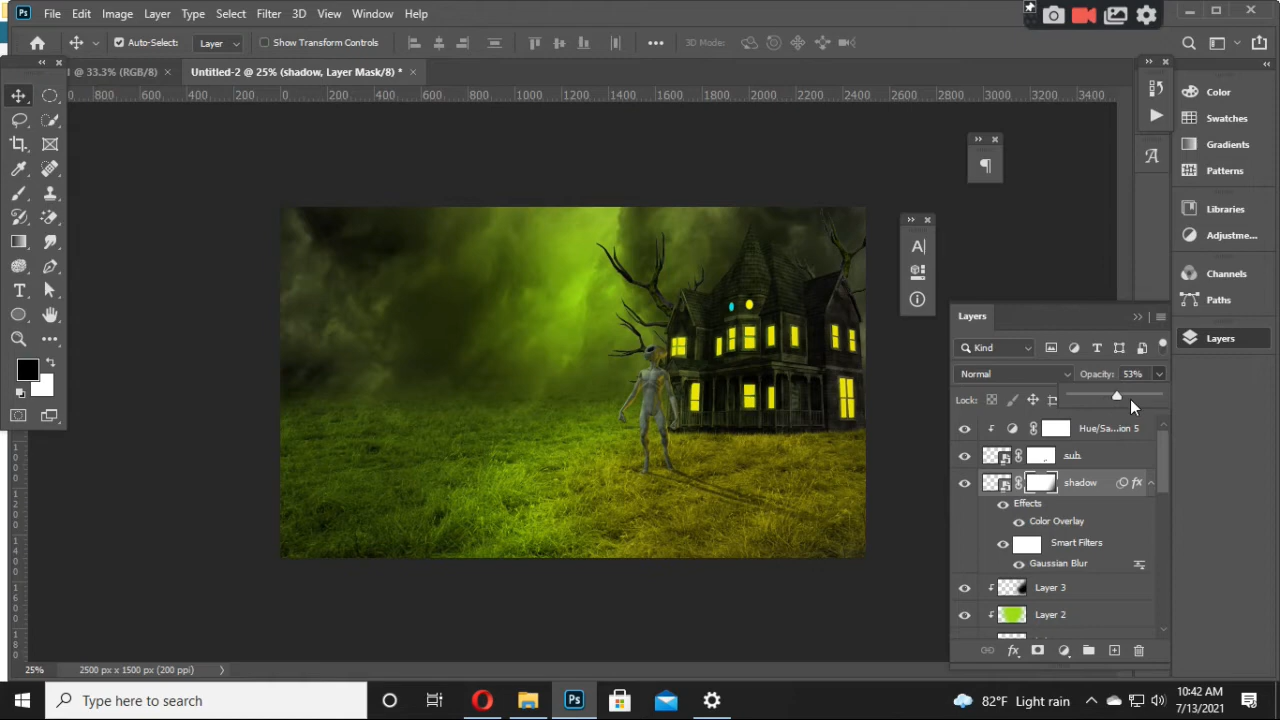 Ps File Edit Image Layer Type Select Filter 3D View Window Help
Auto-Select: Layer Show Transform Controls 3D Mode:
l @ 33.3% (RGB/8) × Untitled-2 @ 25% (shadow, Layer Mask/8) * ×
800 600 400 200 0 200 400 600 800 1000 1200 1400 1600 1800 2000 2200 2400 2600 2800 3000 3200 3400
Color
Swatches
Gradients
Patterns
Libraries
Adjustme...
Channels
Paths
Layers
Layers
Kind
Normal Opacity: 53%
Lock:
Hue/Sa...ion 5
sub
shadow fx
Effects
Color Overlay
Smart Filters
Gaussian Blur
Layer 3
Layer 2
fx
25% 2500 px x 1500 px (200 ppi)
Type here to search
Ps
82°F Light rain
10:42 AM
7/13/2021